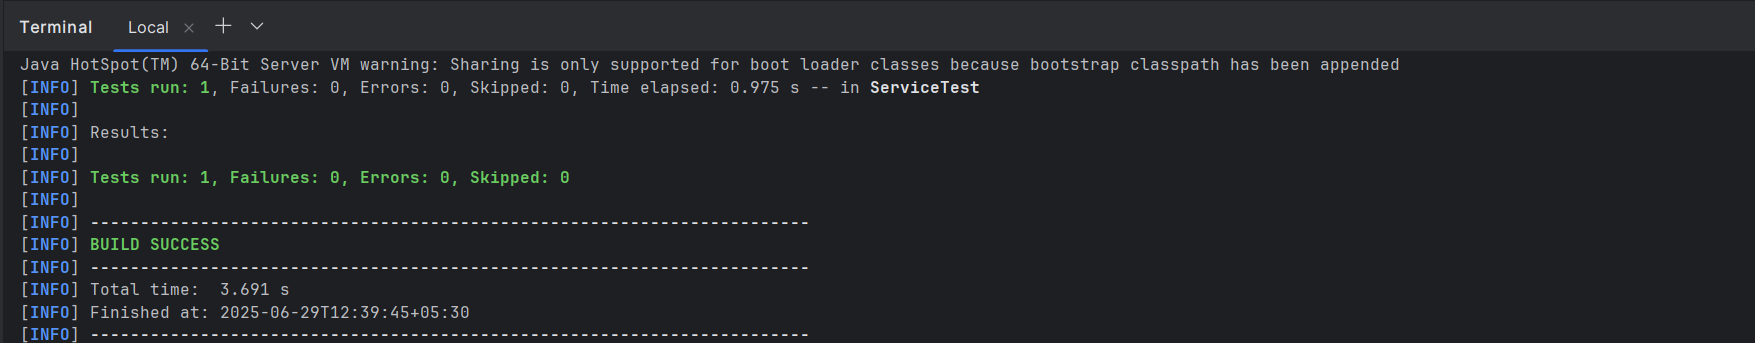 Terminal Local
Java HotSpot(TM) 64-Bit Server VM warning: Sharing is only supported for boot loader classes because bootstrap classpath has been appended
[INFO] Tests run: 1, Failures: 0, Errors: 0, Skipped: 0, Time elapsed: 0.975 s -- in ServiceTest
[INFO]
[INFO] Results:
[INFO]
[INFO] Tests run: 1, Failures: 0, Errors: 0, Skipped: 0
[INFO]
[INFO] ------------------------------------------------------------------------
[INFO] BUILD SUCCESS
[INFO] ------------------------------------------------------------------------
[INFO] Total time:  3.691 s
[INFO] Finished at: 2025-06-29T12:39:45+05:30
[INFO] ------------------------------------------------------------------------